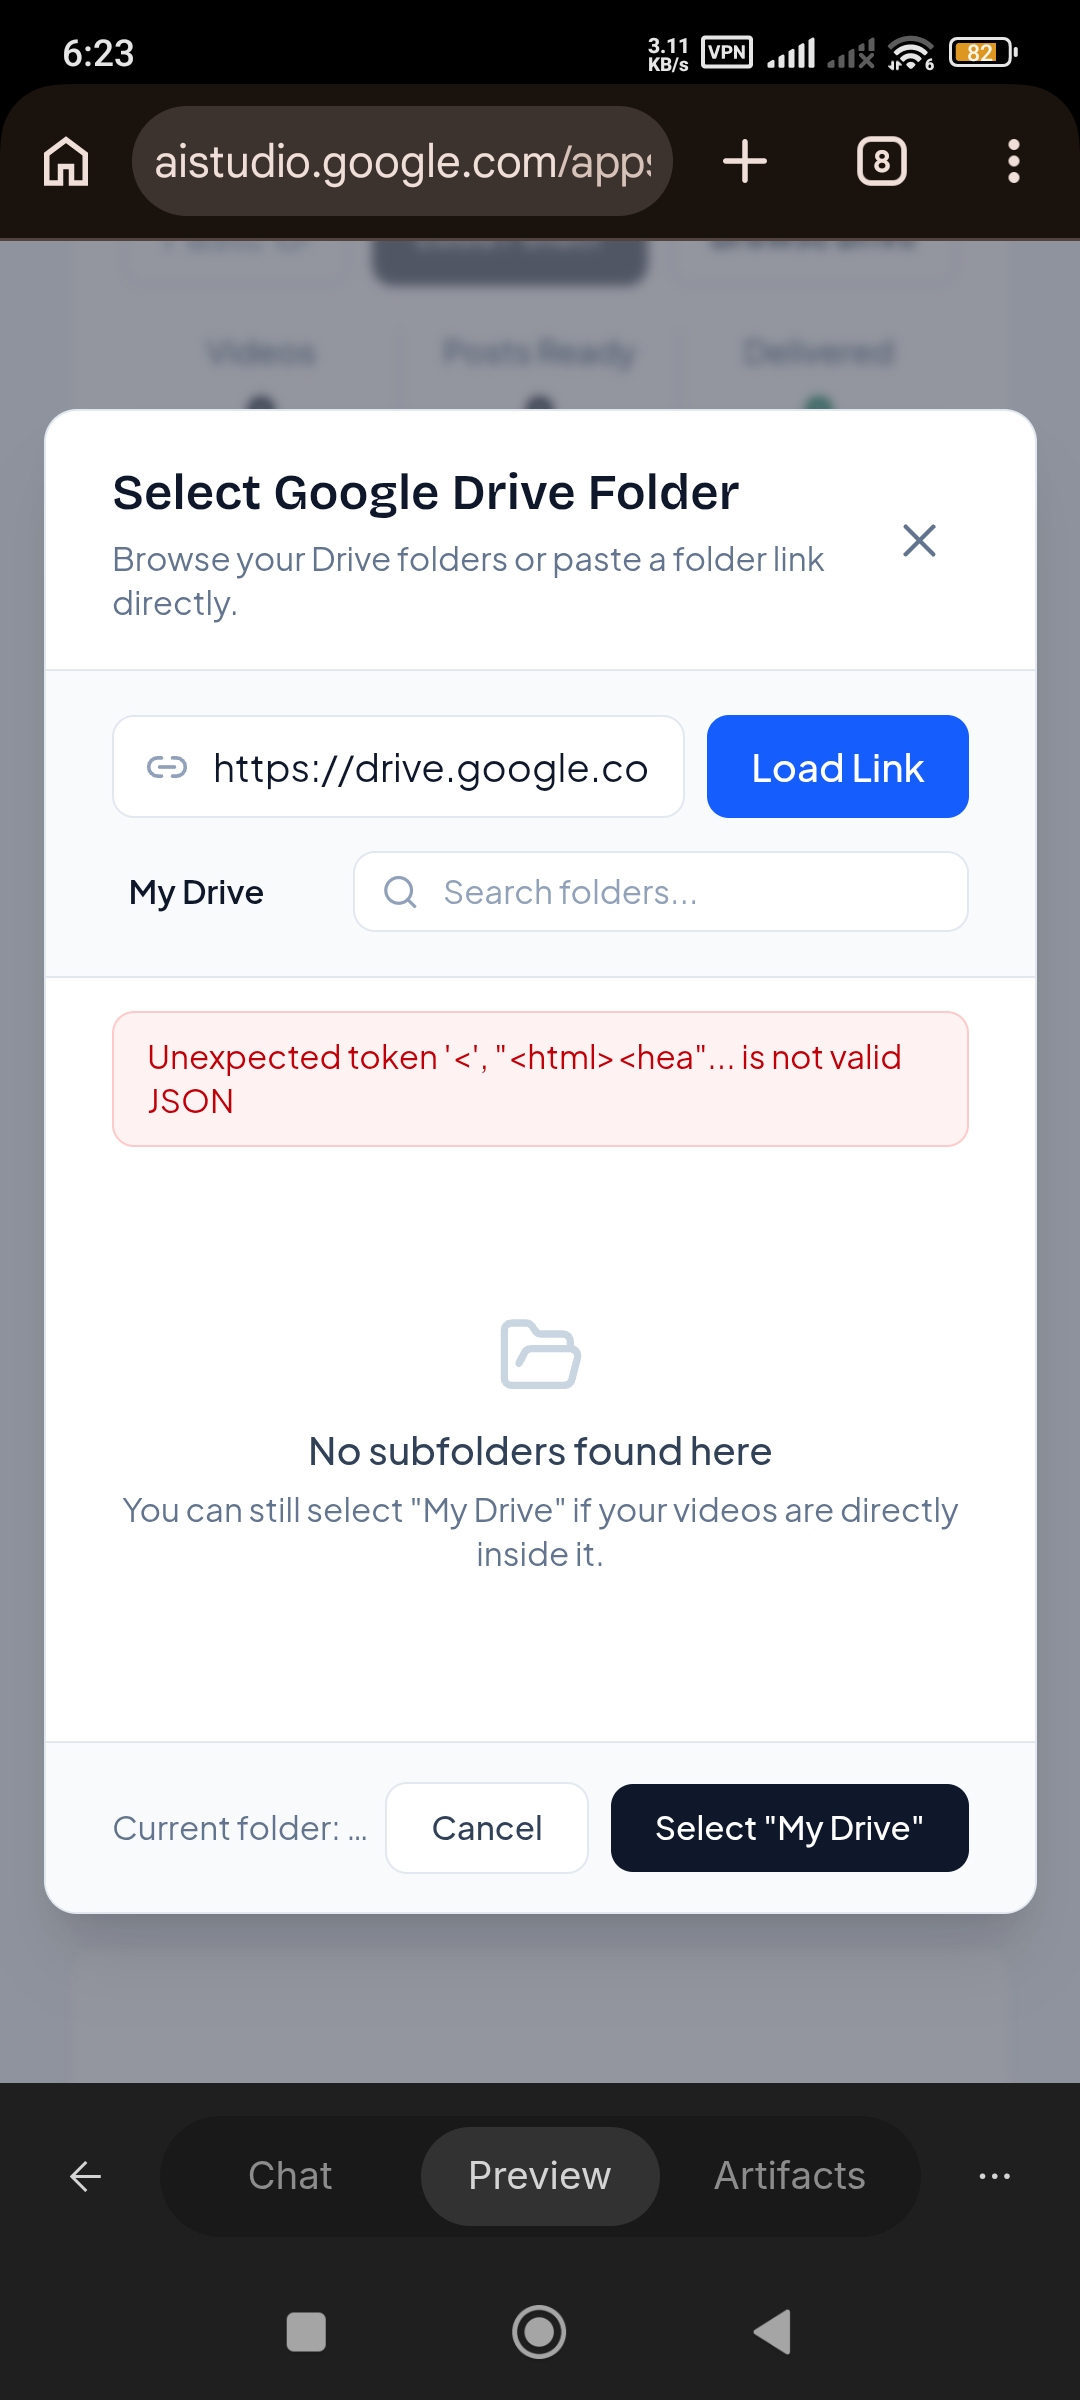 6:23
3.11
KB/s
VPN
6
82
aistudio.google.com/apps
8
Videos
Posts Ready
Delivered
Select Google Drive Folder
Browse your Drive folders or paste a folder link
directly.
https://drive.google.co
Load Link
My Drive
Search folders...
Unexpected token '<', "<html> <hea"... is not valid
JSON
No subfolders found here
You can still select "My Drive" if your videos are directly
inside it.
Current folder: ...
Cancel
Select "My Drive"
Chat
Preview
Artifacts